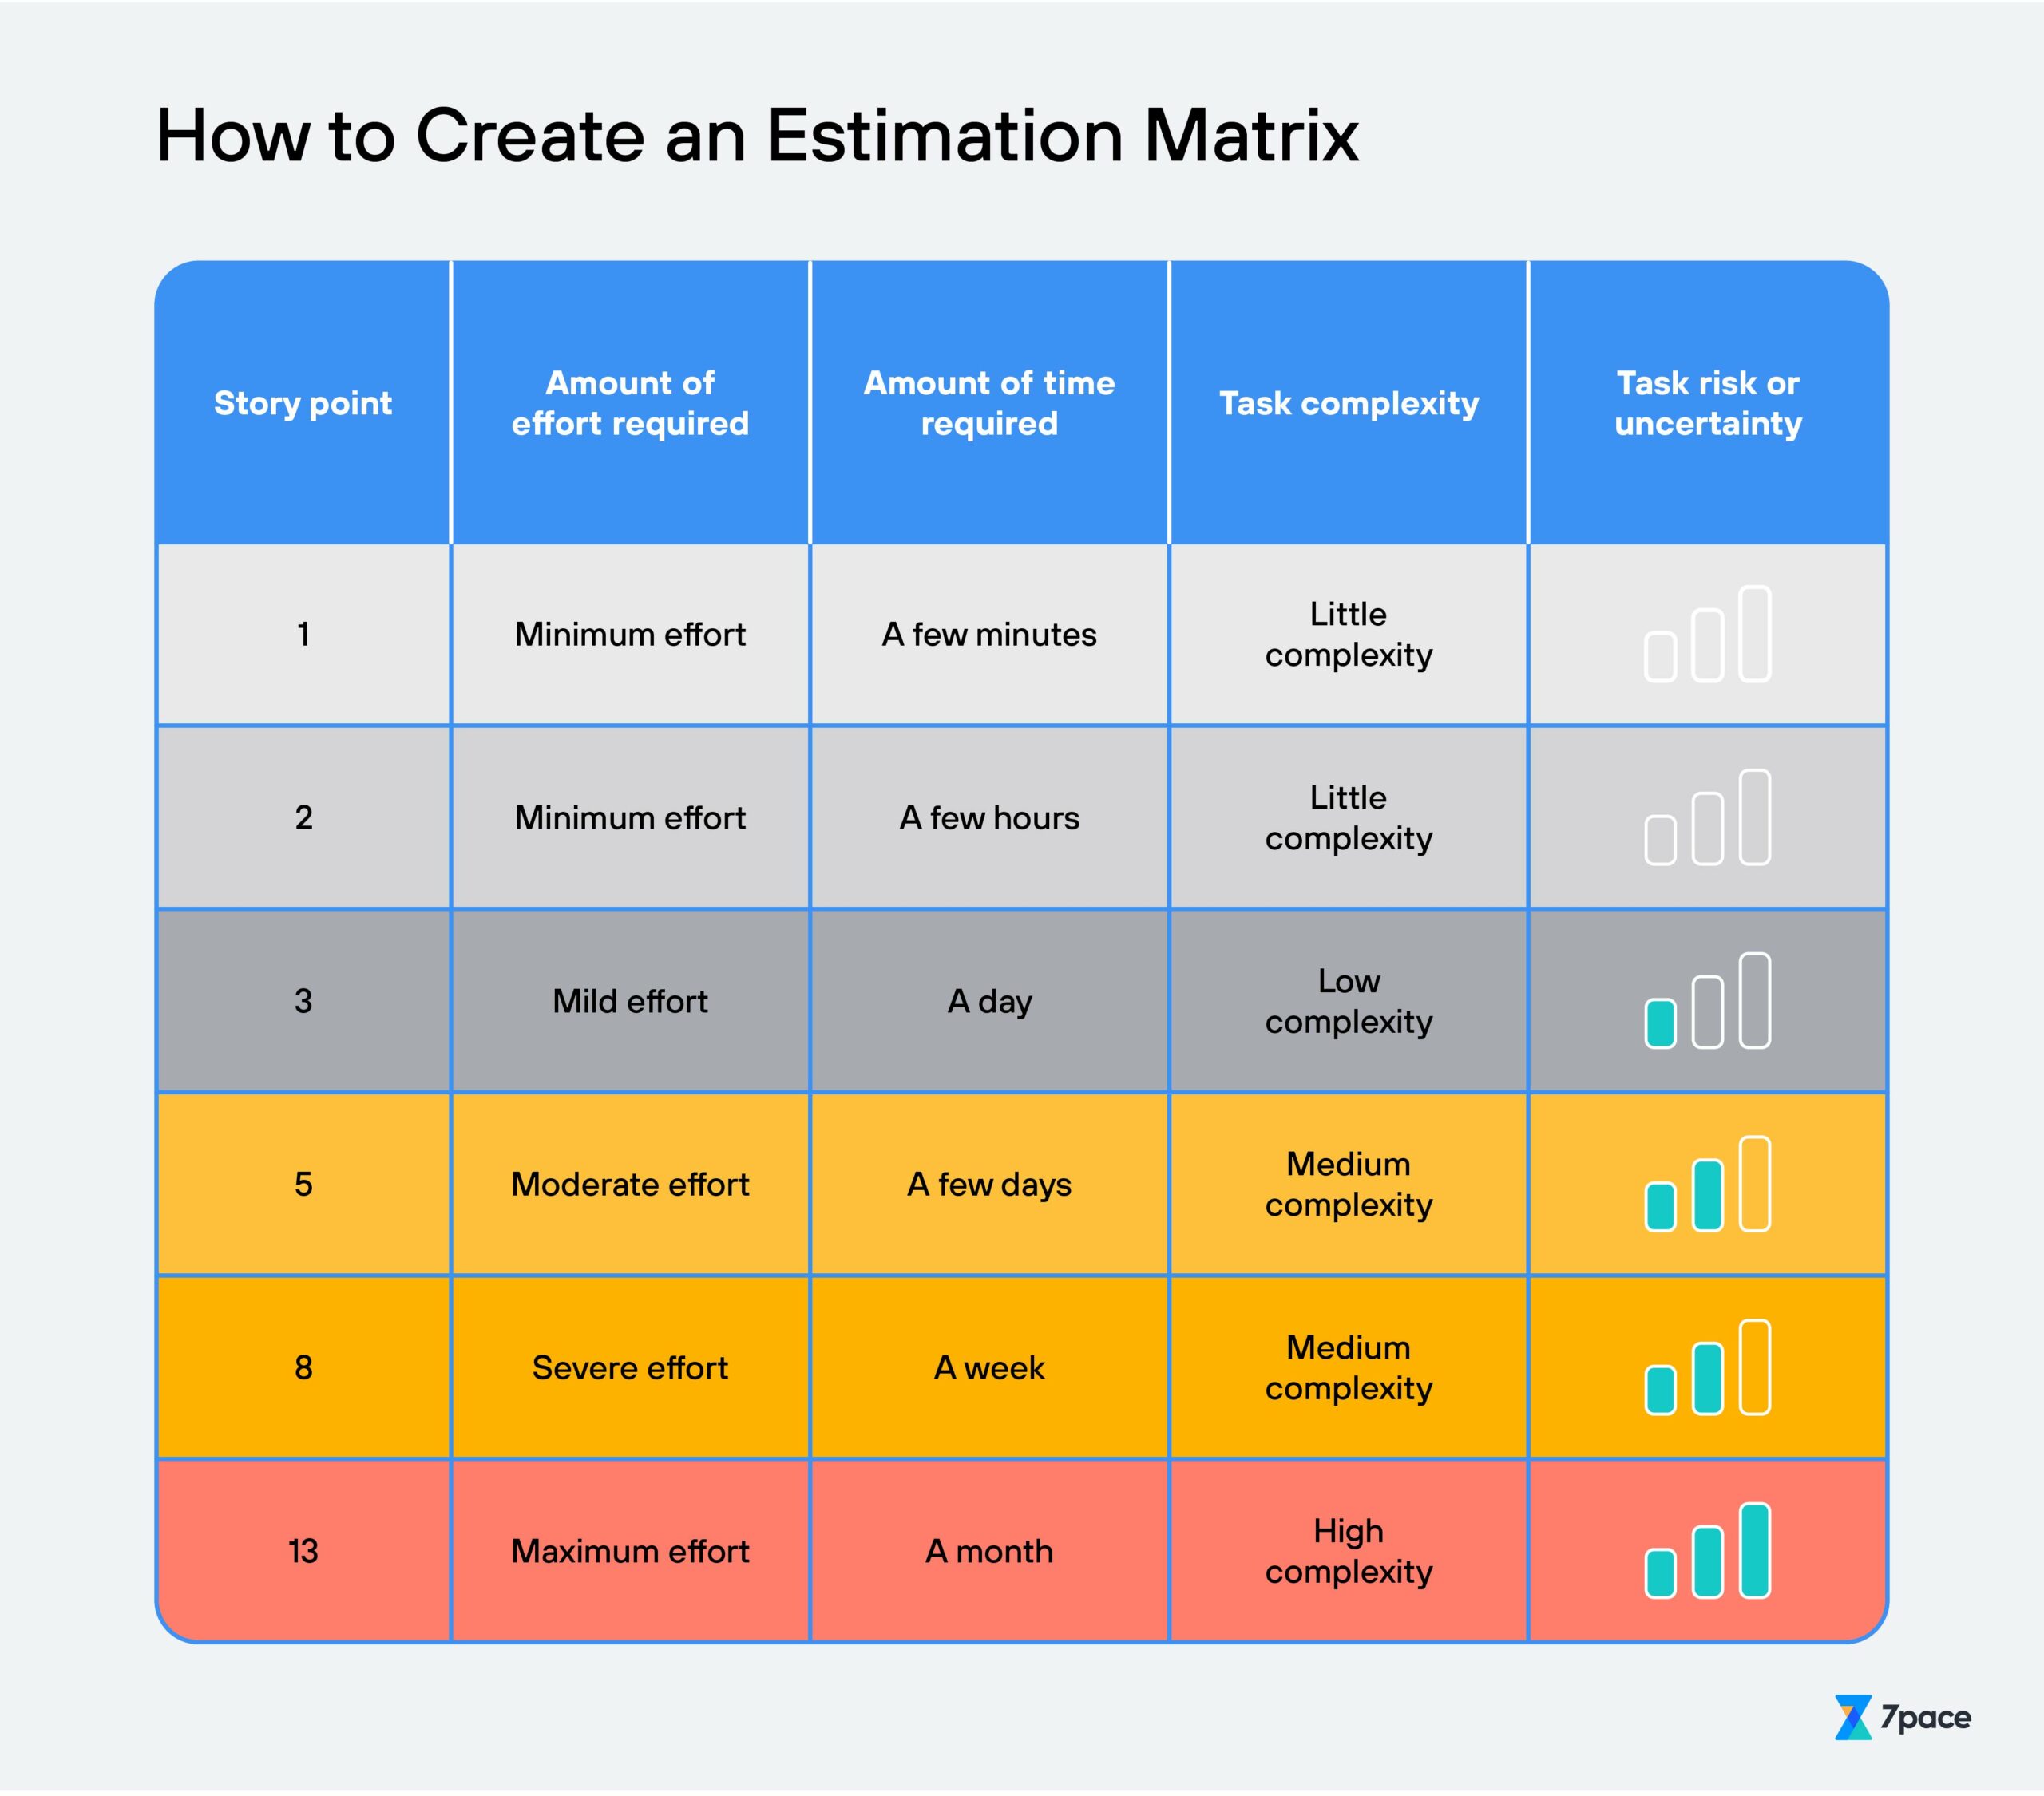 How to Create an Estimation Matrix
Story point
Amount of
effort required
Amount of time
required
Task complexity
Task risk or
uncertainty
1
Minimum effort
A few minutes
Little
complexity
2
Minimum effort
A few hours
Little
complexity
3
Mild effort
A day
Low
complexity
5
Moderate effort
A few days
Medium
complexity
8
Severe effort
A week
Medium
complexity
13
Maximum effort
A month
High
complexity
7pace